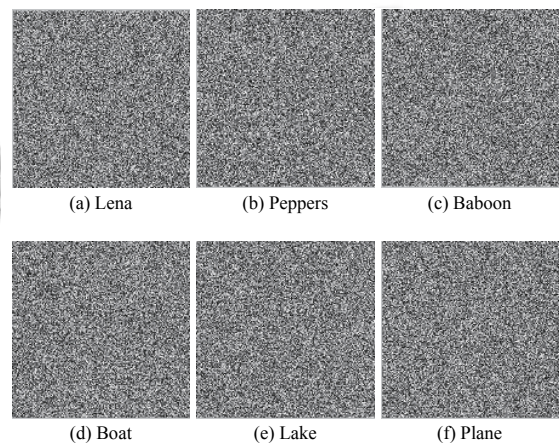 (a) Lena
(b) Peppers
(c) Baboon
(d) Boat
(e) Lake
(f) Plane